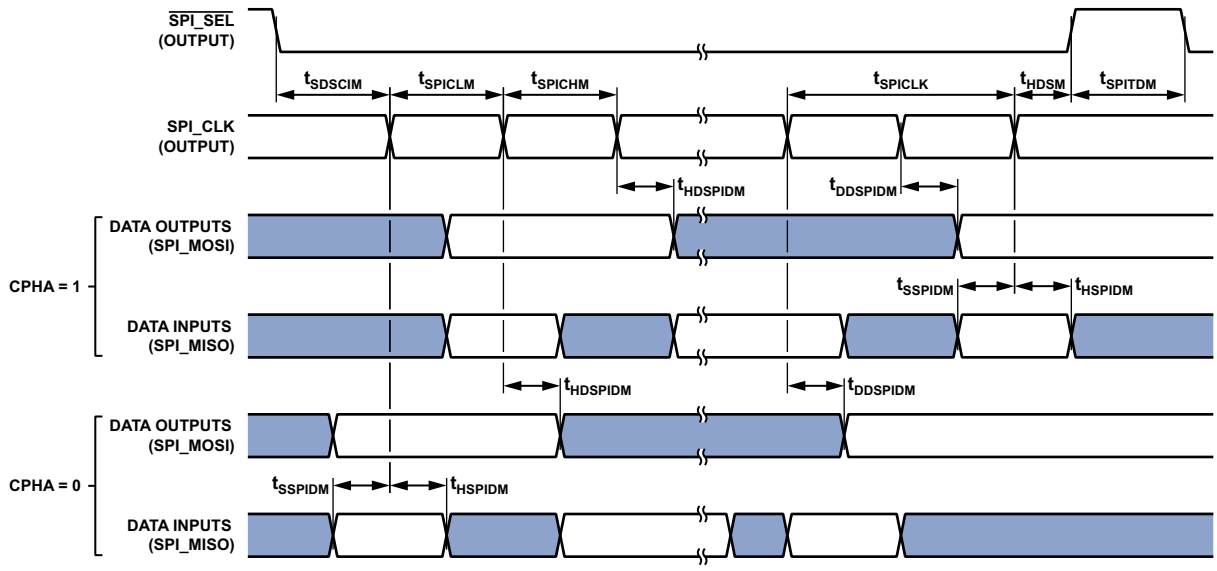 SPI_SEL
(OUTPUT)
tSDSCIM
tSPICLM
tSPICHM
tSPICLK
tHDSM
tSPITDM
SPI_CLK
(OUTPUT)
tHDSPIDM
tDDSPIDM
DATA OUTPUTS
(SPI_MOSI)
CPHA = 1
tSSPIDM
tHSPIDM
DATA INPUTS
(SPI_MISO)
tHDSPIDM
tDDSPIDM
DATA OUTPUTS
(SPI_MOSI)
CPHA = 0
tSSPIDM
tHSPIDM
DATA INPUTS
(SPI_MISO)